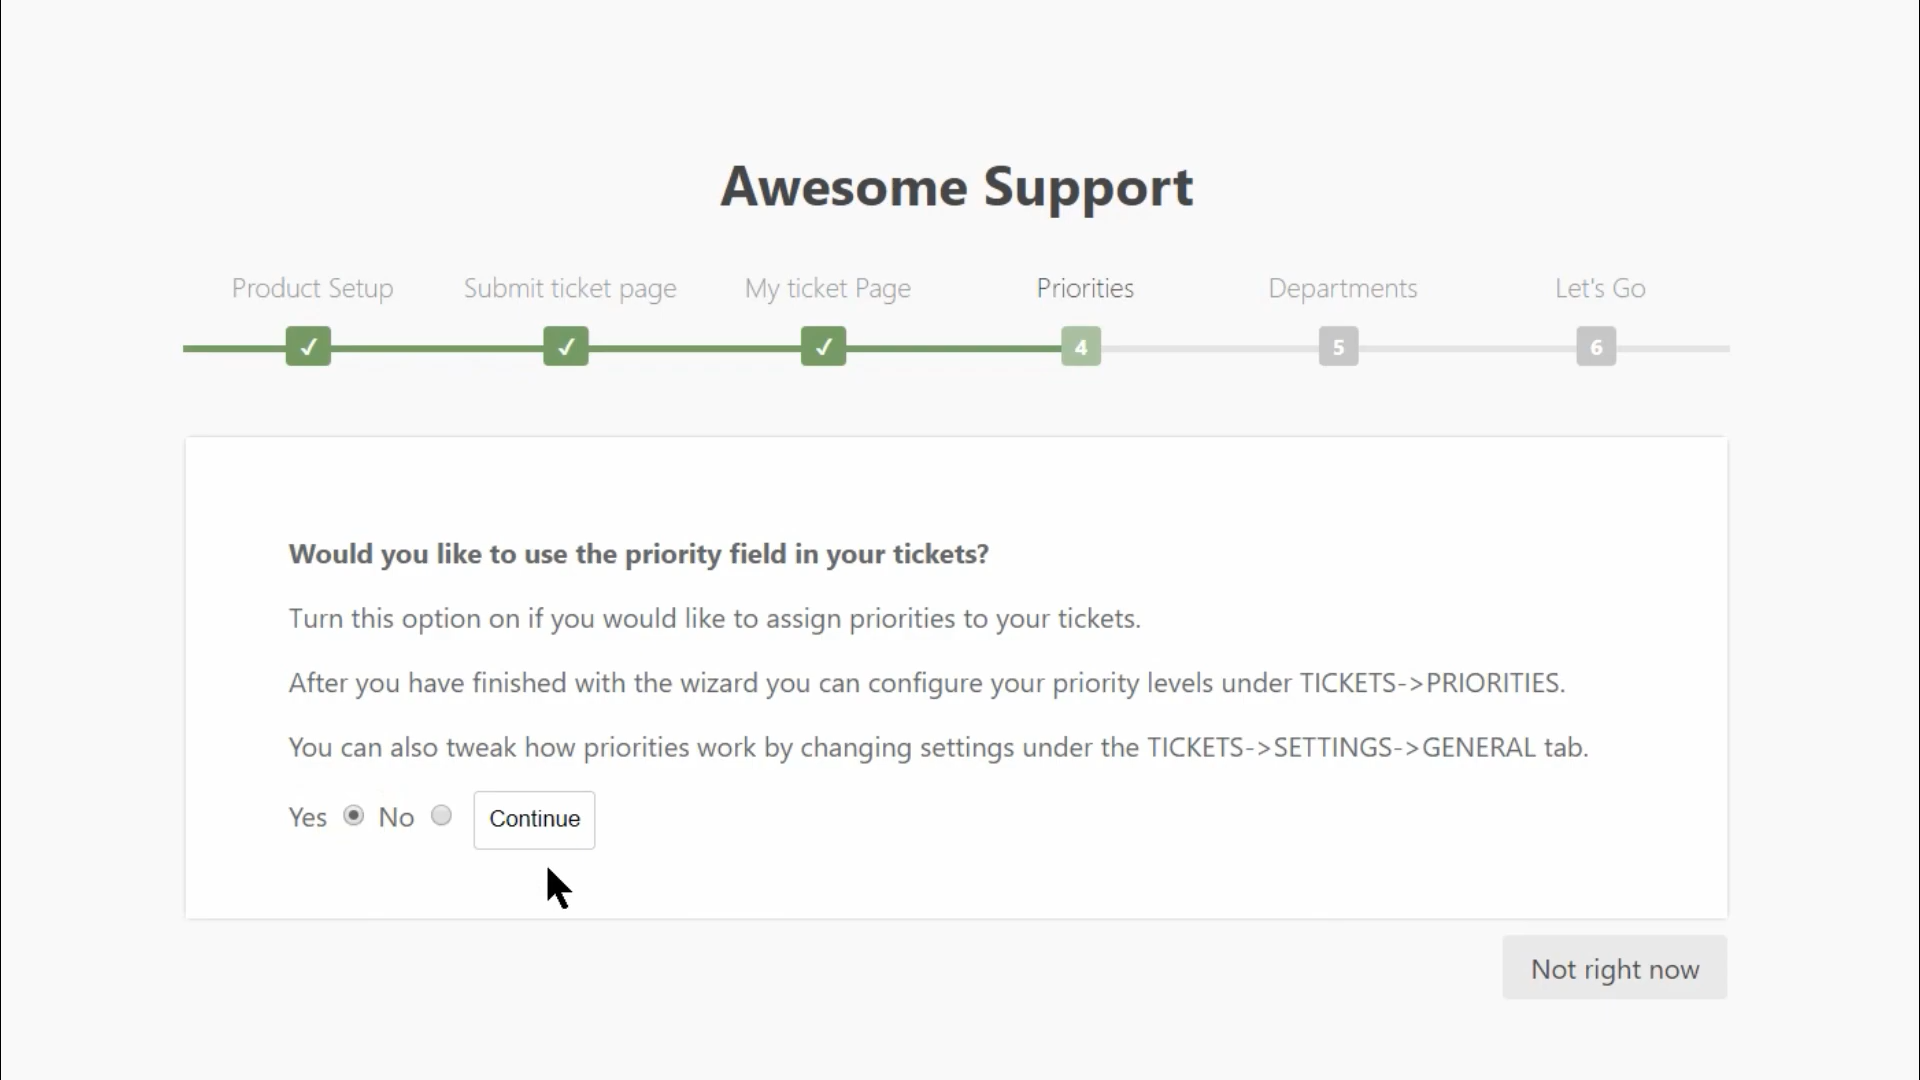 Awesome Support
Product Setup Submit ticket page My ticket Page Priorities Departments Let's Go
✓ ✓ ✓ 4 5 6
Would you like to use the priority field in your tickets?
Turn this option on if you would like to assign priorities to your tickets.
After you have finished with the wizard you can configure your priority levels under TICKETS->PRIORITIES.
You can also tweak how priorities work by changing settings under the TICKETS->SETTINGS->GENERAL tab.
Yes No Continue
Not right now